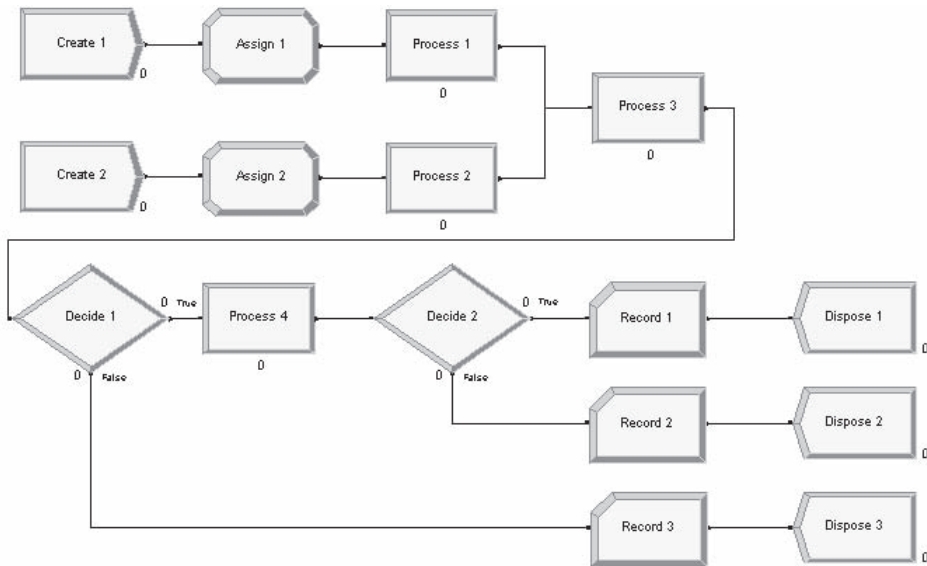 Create 1
0
Assign 1
Process 1
0
Process 3
0
Create 2
0
Assign 2
Process 2
0
Decide 1
0 True
0 False
Process 4
0
Decide 2
0 True
0 False
Record 1
Dispose 1
0
Record 2
Dispose 2
0
Record 3
Dispose 3
0